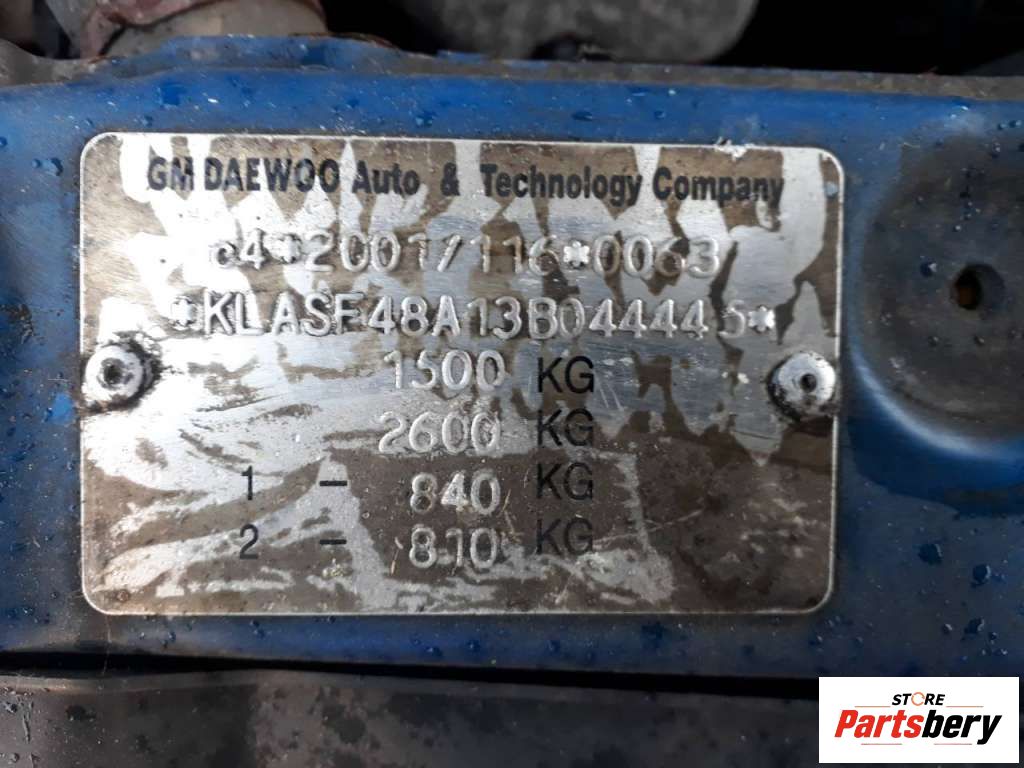 GM DAEWOO Auto & Technology Company
e4*2001/116*0063
*KLASF48A13B044445*
1500 KG
2600 KG
1 - 840 KG
2 - 810 KG
STORE
Partsbery